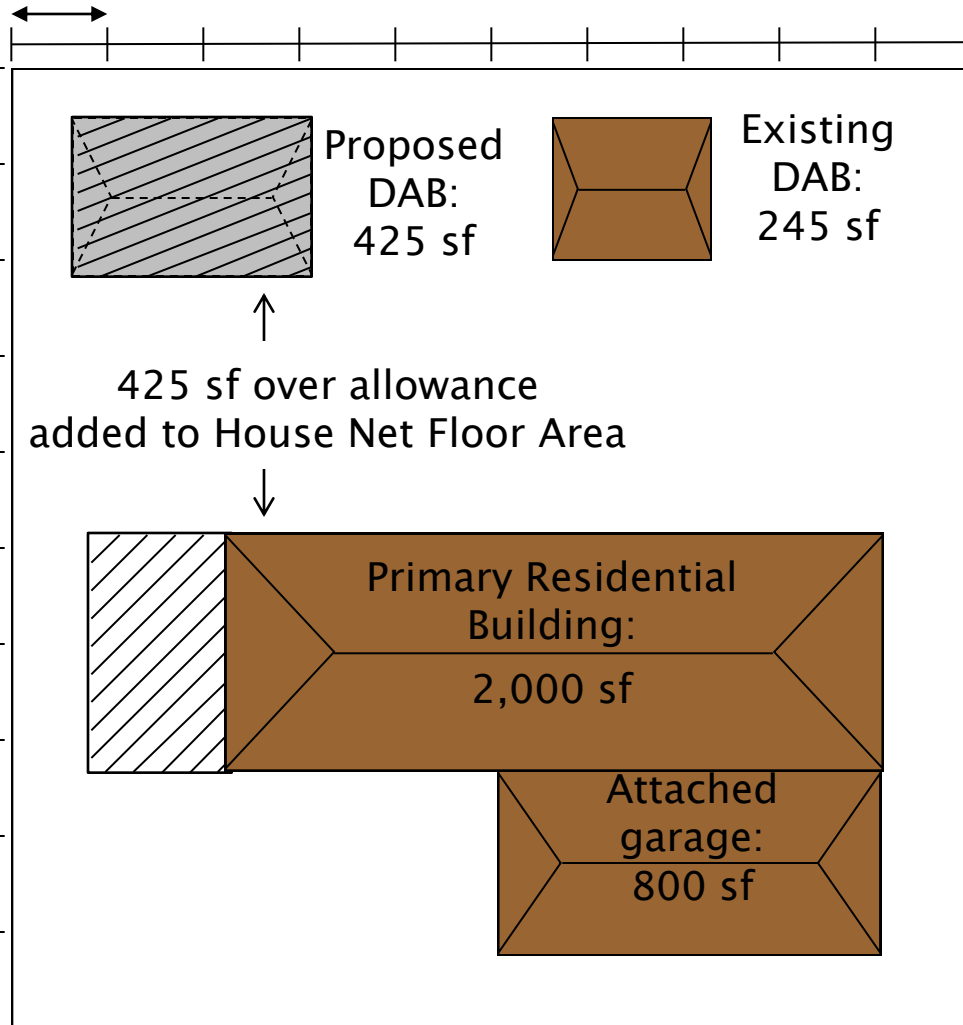 Proposed
DAB:
425 sf
Existing
DAB:
245 sf
425 sf over allowance
added to House Net Floor Area
Primary Residential
Building:
2,000 sf
Attached
garage:
800 sf